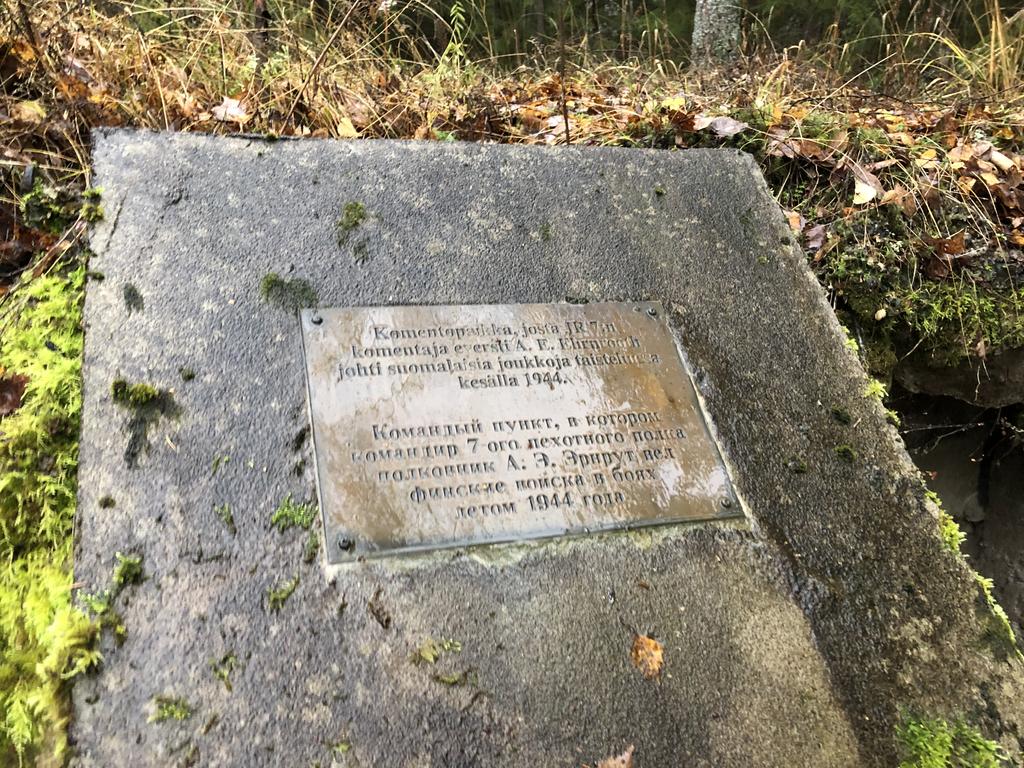 Komentopaikka, josta JR 7:n
komentaja eversti A. E. Ehrnrooth
johti suomalaisia joukkoja taisteluissa
kesällä 1944.
Командый пункт, в котором
командир 7-ого пехотного полка
полковник А. Э. Эрнрут вел
финские войска в боях
летом 1944 года